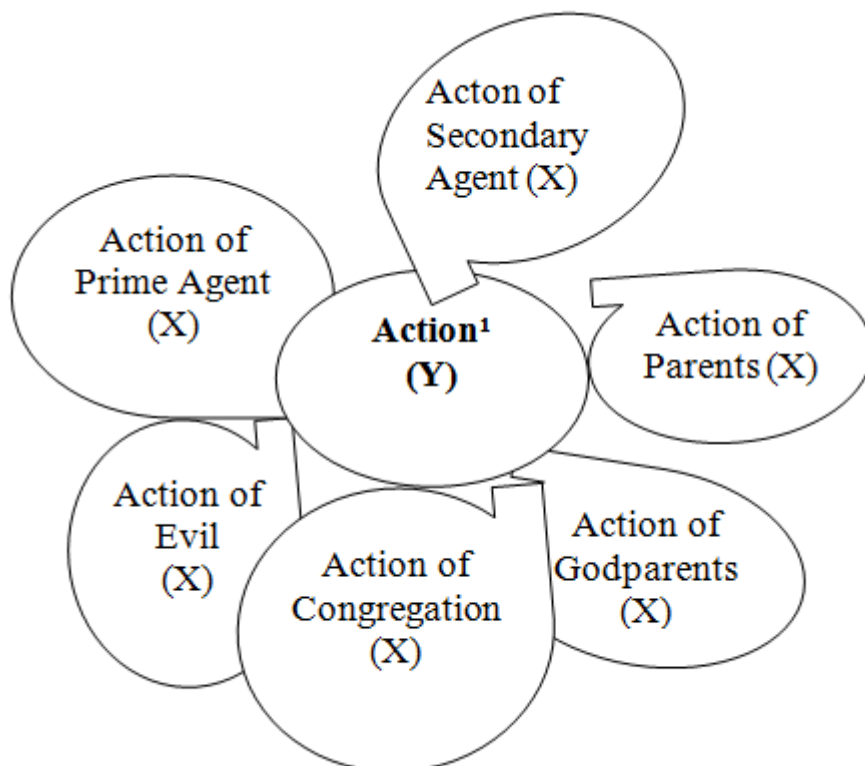 Acton of
Secondary
Agent (X)
Action of
Prime Agent
(X)
Action¹
(Y)
Action of
Parents (X)
Action of
Evil
(X)
Action of
Congregation
(X)
Action of
Godparents
(X)